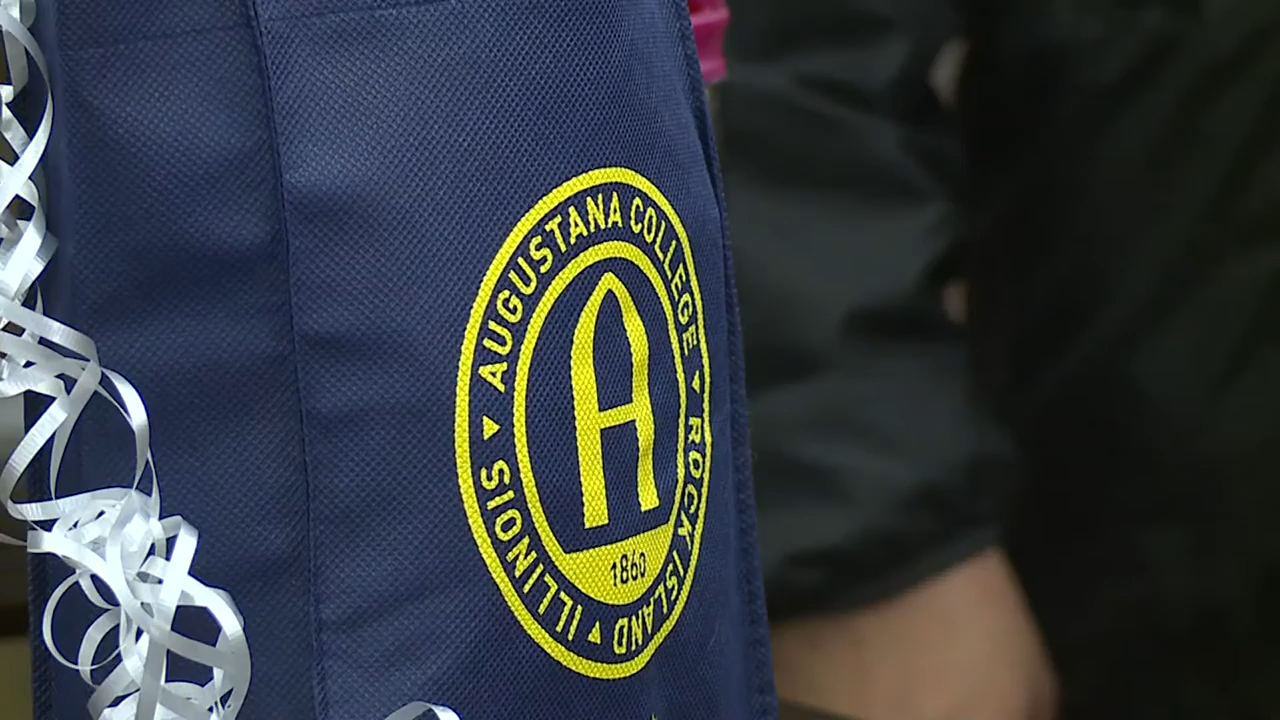 AUGUSTANA COLLEGE ▾ ROCK ISLAND ▾ ILLINOIS ▾
A
1860